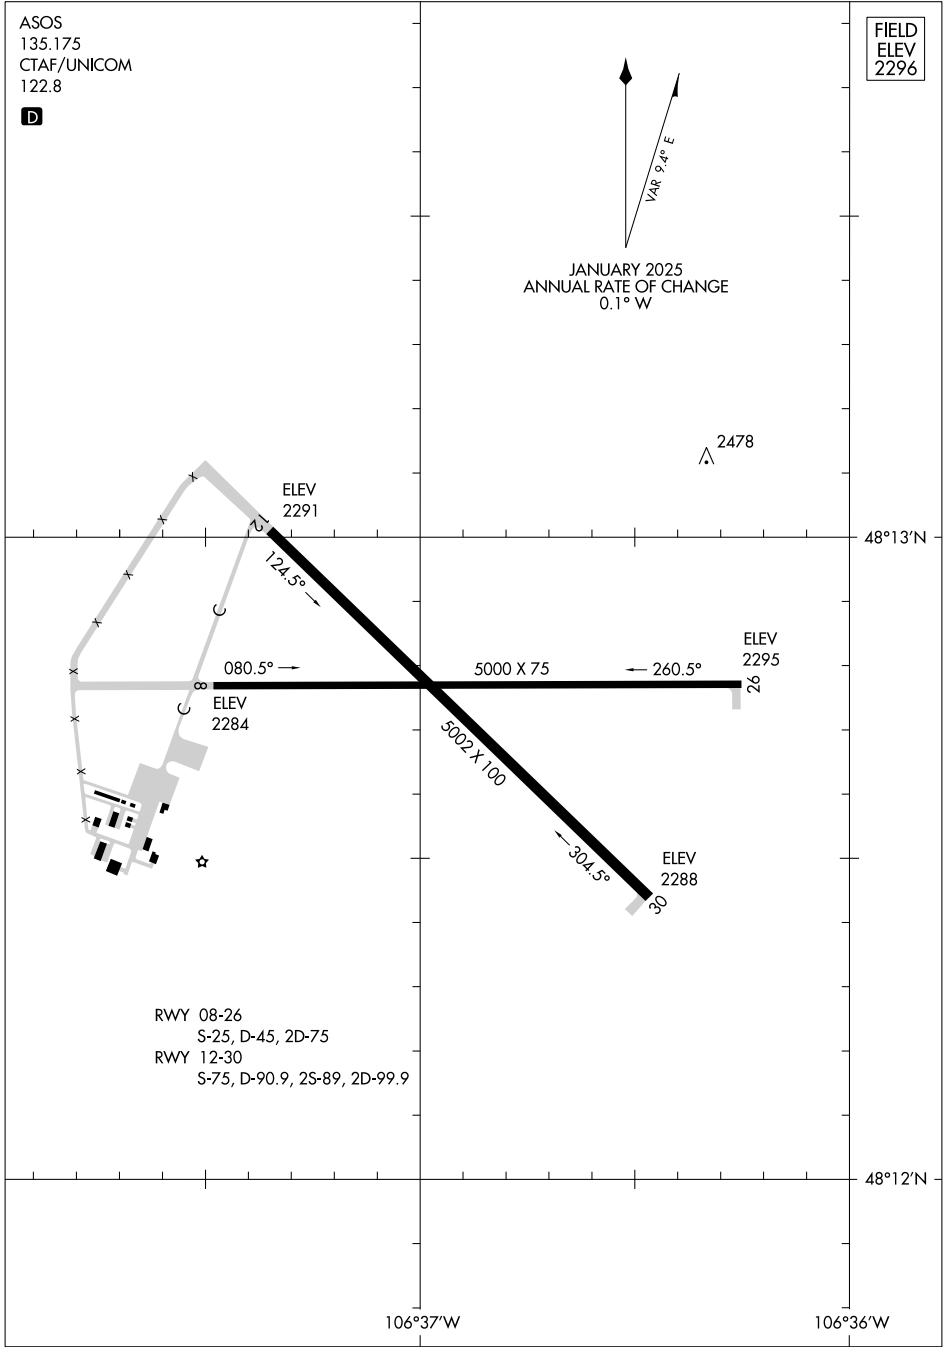 ASOS
135.175
CTAF/UNICOM
122.8
D
FIELD
ELEV
2296
VAR 9.4° E
JANUARY 2025
ANNUAL RATE OF CHANGE
0.1° W
2478
ELEV
2291
12
48°13'N
124.5°
X
X
X
X
X
X
X
X
C
080.5°
5000 X 75
260.5°
ELEV
2295
8
26
ELEV
2284
C
5002 X 100
304.5°
ELEV
2288
30
RWY 08-26
S-25, D-45, 2D-75
RWY 12-30
S-75, D-90.9, 2S-89, 2D-99.9
48°12'N
106°37'W
106°36'W